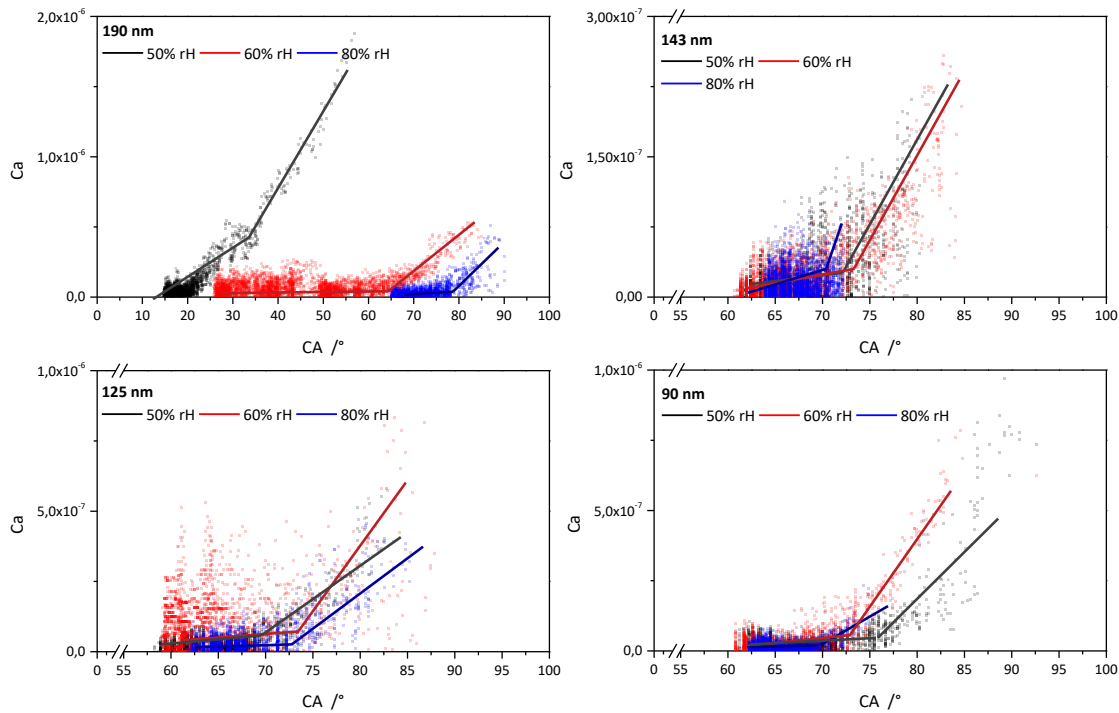 190 nm
50% rH 60% rH 80% rH
2,0x10⁻⁶
1,0x10⁻⁶
0,0
Ca
0 10 20 30 40 50 60 70 80 90 100
CA /°
143 nm
50% rH 60% rH
80% rH
3,00x10⁻⁷
1,50x10⁻⁷
0,00
Ca
0 55 60 65 70 75 80 85 90 95 100
CA /°
125 nm
50% rH 60% rH 80% rH
1,0x10⁻⁶
5,0x10⁻⁷
0,0
Ca
0 60 65 70 75 80 85 90 95 100
CA /°
90 nm
50% rH 60% rH 80% rH
1,0x10⁻⁶
5,0x10⁻⁷
0,0
Ca
0 55 60 65 70 75 80 85 90 95 100
CA /°